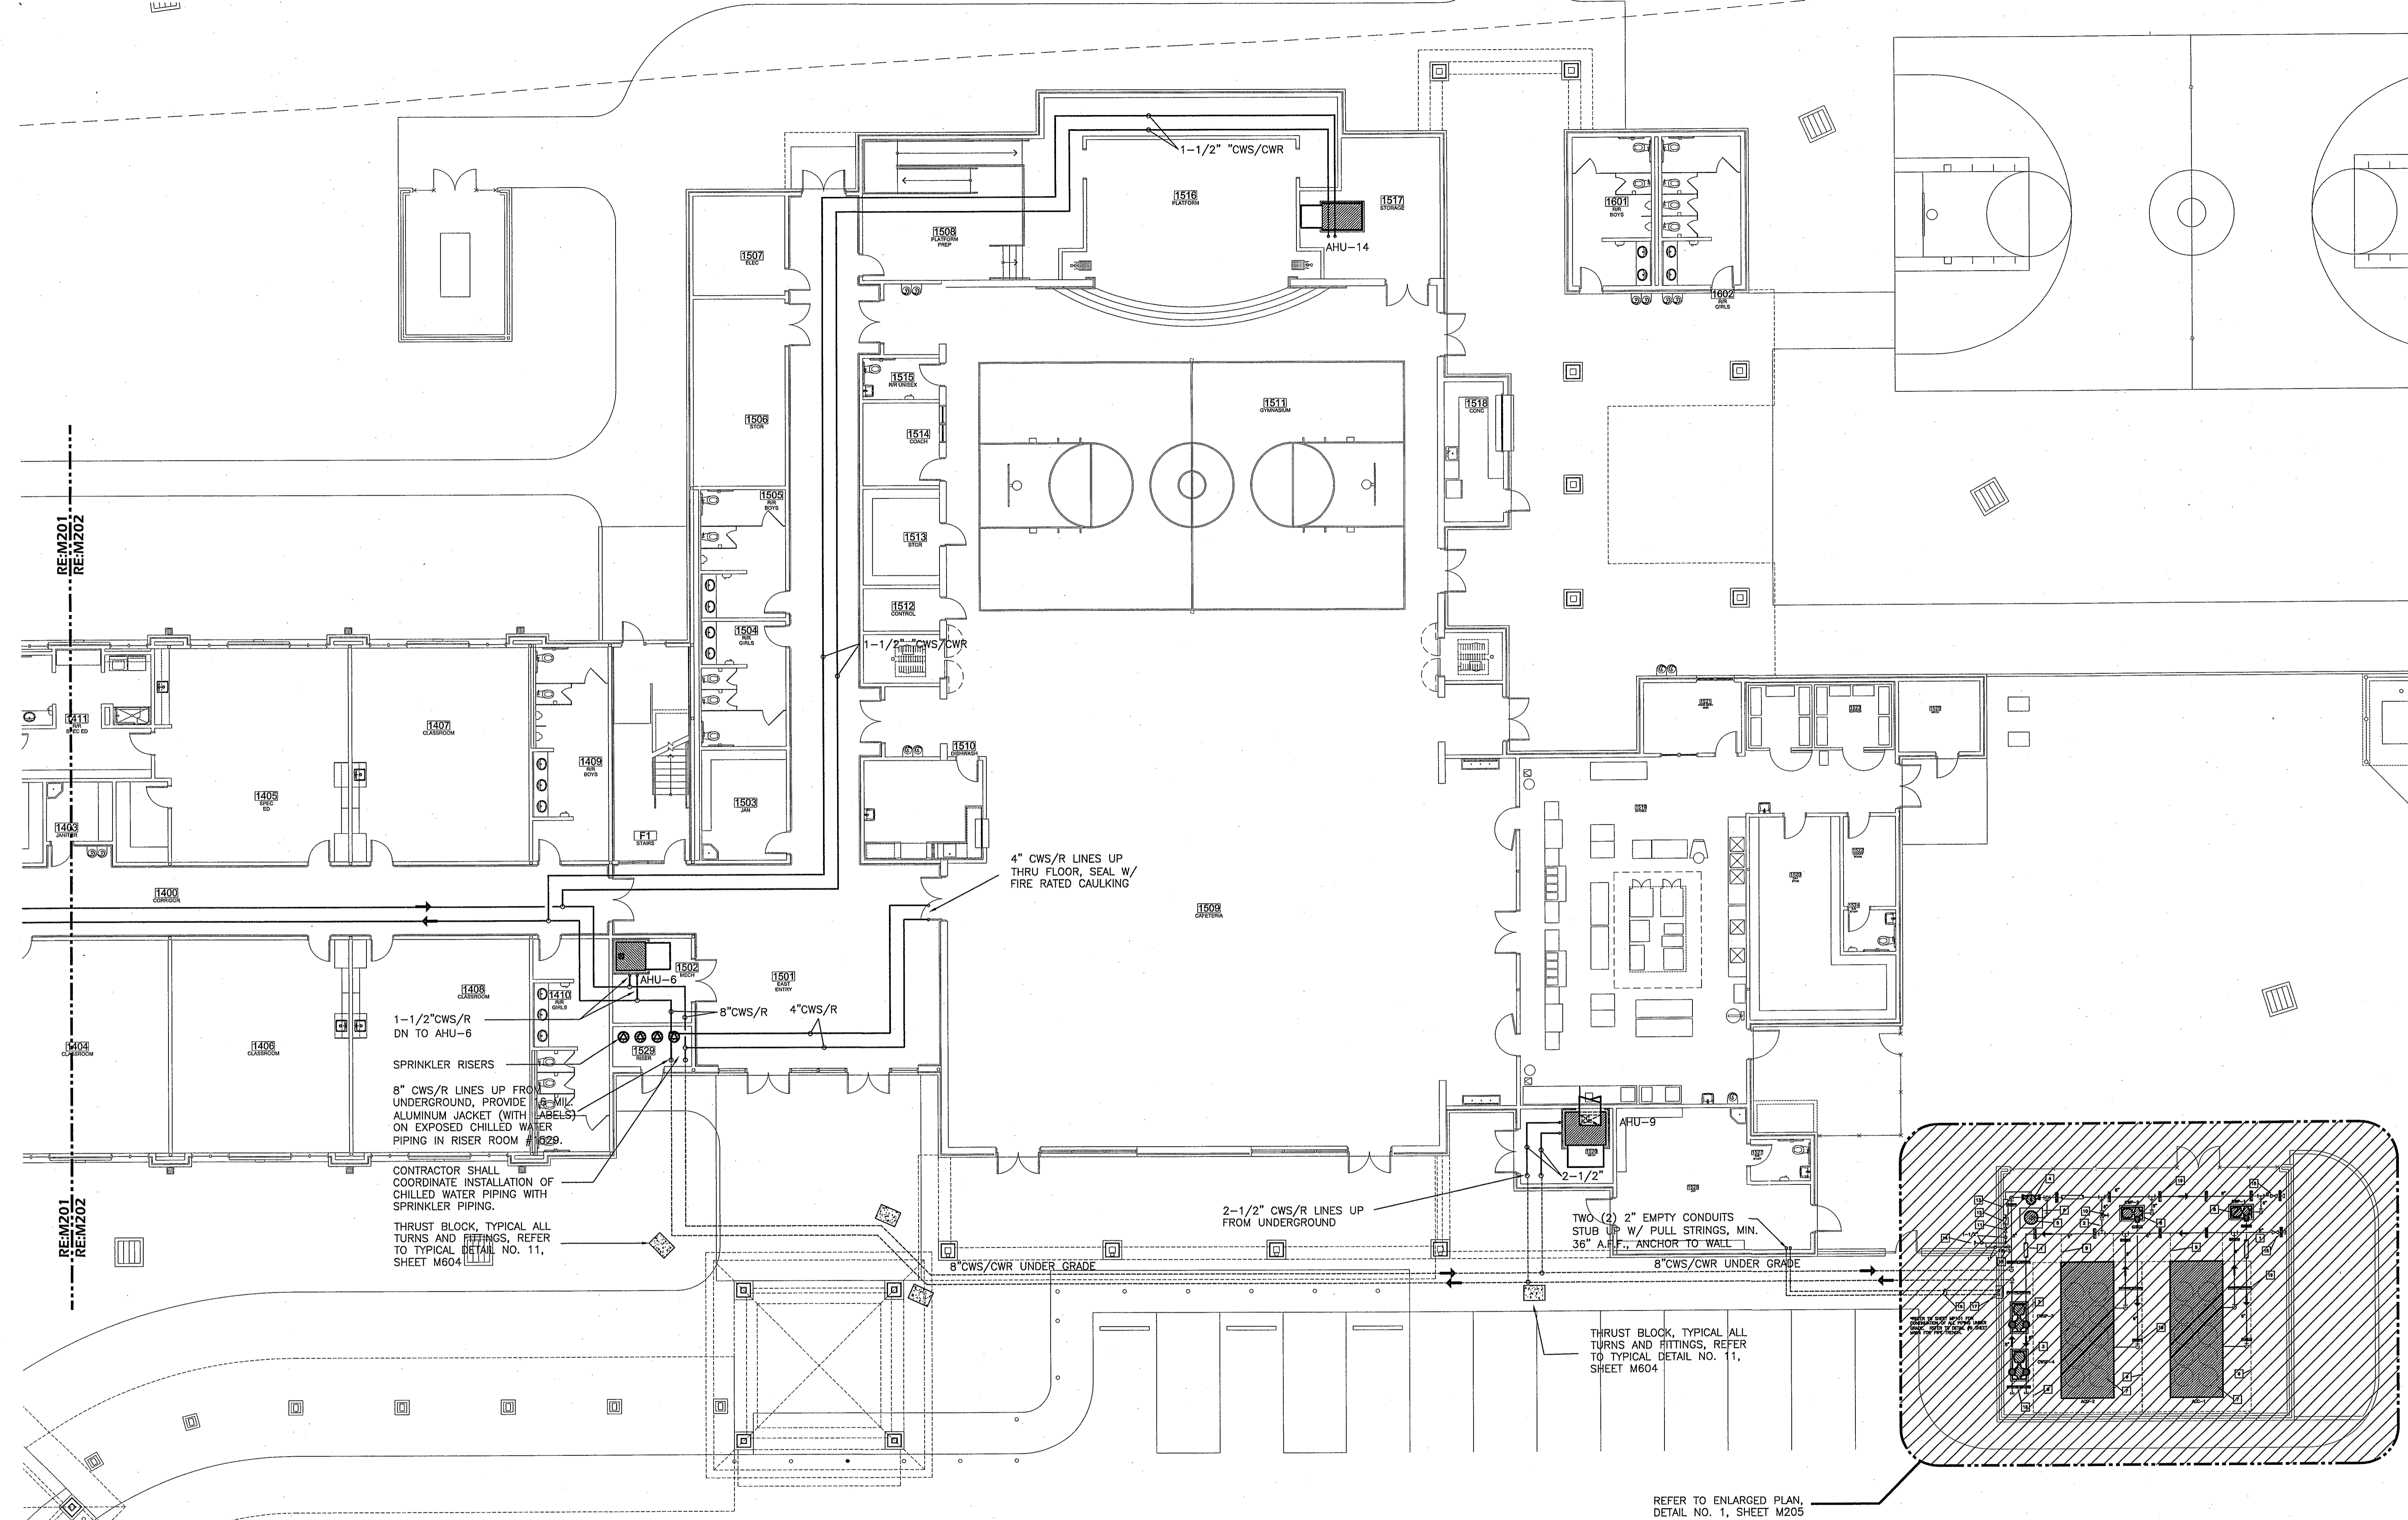 1-1/2" "CWS/CWR
1516
PLATFORM
1517
STORAGE
1601
R/R
BOYS
1508
PLATFORM
PREP
AHU-14
1507
ELEC
1602
R/R
GIRLS
1515
R/R UNISEX
1511
GYMNASIUM
1518
CONC
1506
STOR
1514
COACH
1505
R/R
BOYS
RE:M201
RE:M202
1513
STOR
1512
CONTROL
1504
R/R
GIRLS
1-1/2" "CWS/CWR
1411
R/R
SPEC ED
1407
CLASSROOM
1510
DISHWASH
1409
R/R
BOYS
1405
SPEC
ED
1503
JAN
1403
JANITOR
F1
STAIRS
4" CWS/R LINES UP
THRU FLOOR, SEAL W/
FIRE RATED CAULKING
1400
CORRIDOR
1509
CAFETERIA
1502
MECH
AHU-6
1501
EAST
ENTRY
1408
CLASSROOM
1410
R/R
GIRLS
8"CWS/R
4"CWS/R
1-1/2"CWS/R
DN TO AHU-6
1404
CLASSROOM
1406
CLASSROOM
1529
RISER
SPRINKLER RISERS
8" CWS/R LINES UP FROM
UNDERGROUND, PROVIDE 16 MIL.
ALUMINUM JACKET (WITH LABELS)
ON EXPOSED CHILLED WATER
PIPING IN RISER ROOM #1529.
AHU-9
CONTRACTOR SHALL
COORDINATE INSTALLATION OF
CHILLED WATER PIPING WITH
SPRINKLER PIPING.
2-1/2"
RE:M201
RE:M202
2-1/2" CWS/R LINES UP
FROM UNDERGROUND
TWO (2) 2" EMPTY CONDUITS
STUB UP W/ PULL STRINGS, MIN.
36" A.F.F., ANCHOR TO WALL
THRUST BLOCK, TYPICAL ALL
TURNS AND FITTINGS, REFER
TO TYPICAL DETAIL NO. 11,
SHEET M604
8"CWS/CWR UNDER GRADE
8"CWS/CWR UNDER GRADE
THRUST BLOCK, TYPICAL ALL
TURNS AND FITTINGS, REFER
TO TYPICAL DETAIL NO. 11,
SHEET M604
REFER TO ENLARGED PLAN,
DETAIL NO. 1, SHEET M205